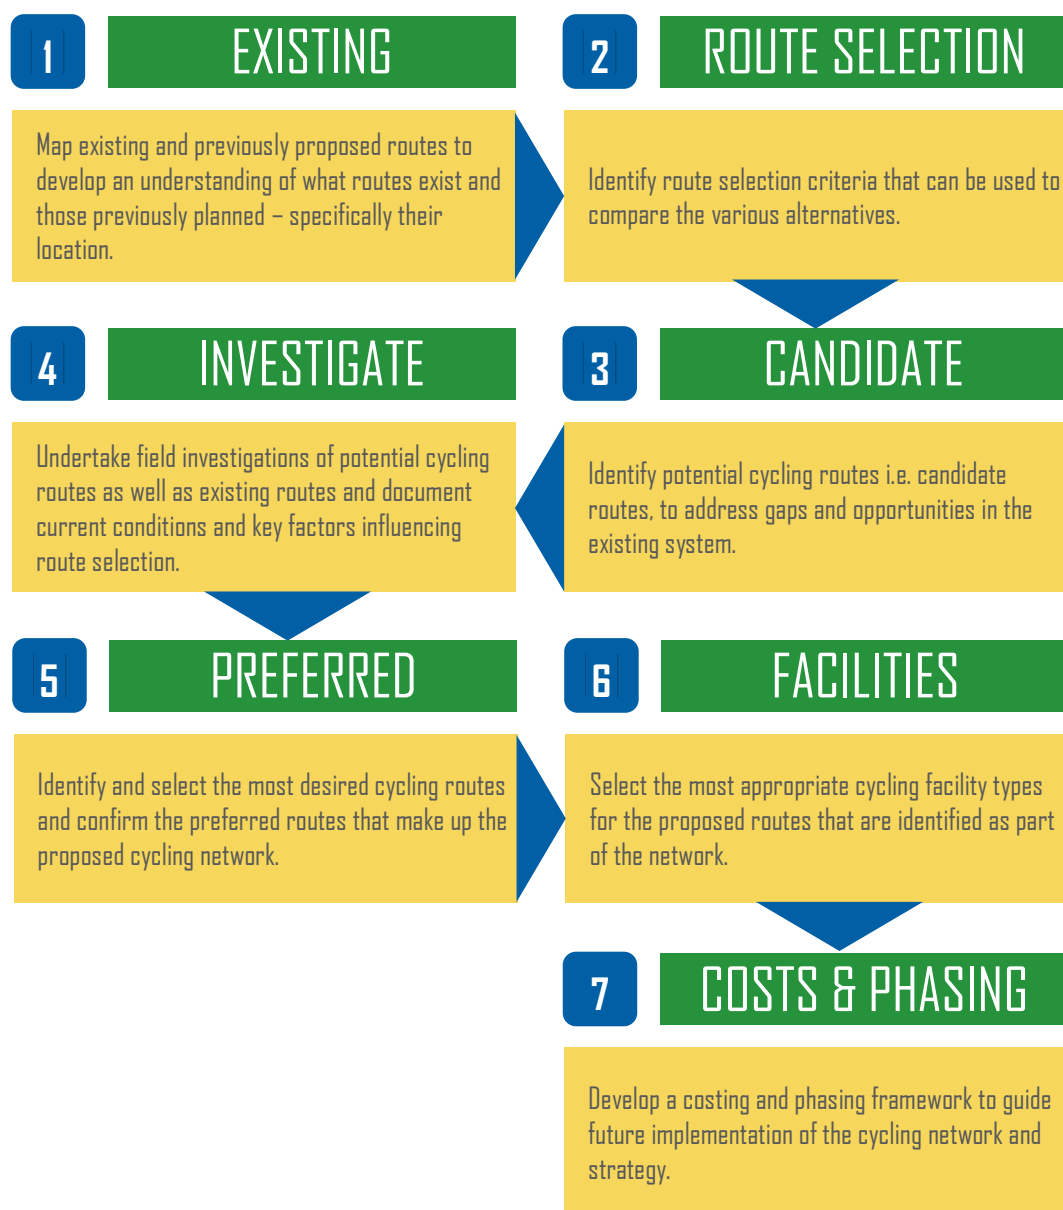 1
EXISTING
Map existing and previously proposed routes to
develop an understanding of what routes exist and
those previously planned – specifically their
location.
2
ROUTE SELECTION
Identify route selection criteria that can be used to
compare the various alternatives.
3
CANDIDATE
Identify potential cycling routes i.e. candidate
routes, to address gaps and opportunities in the
existing system.
4
INVESTIGATE
Undertake field investigations of potential cycling
routes as well as existing routes and document
current conditions and key factors influencing
route selection.
5
PREFERRED
Identify and select the most desired cycling routes
and confirm the preferred routes that make up the
proposed cycling network.
6
FACILITIES
Select the most appropriate cycling facility types
for the proposed routes that are identified as part
of the network.
7
COSTS & PHASING
Develop a costing and phasing framework to guide
future implementation of the cycling network and
strategy.